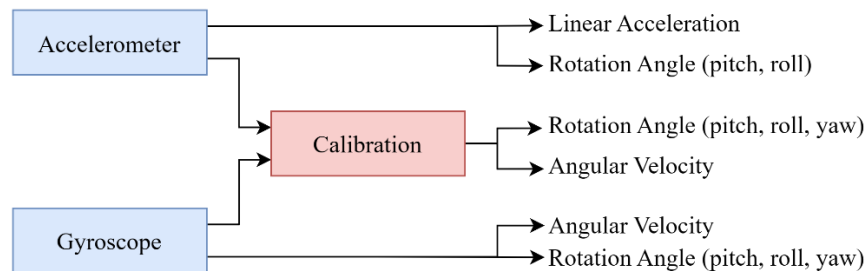 Accelerometer
Linear Acceleration
Rotation Angle (pitch, roll)
Calibration
Rotation Angle (pitch, roll, yaw)
Angular Velocity
Gyroscope
Angular Velocity
Rotation Angle (pitch, roll, yaw)